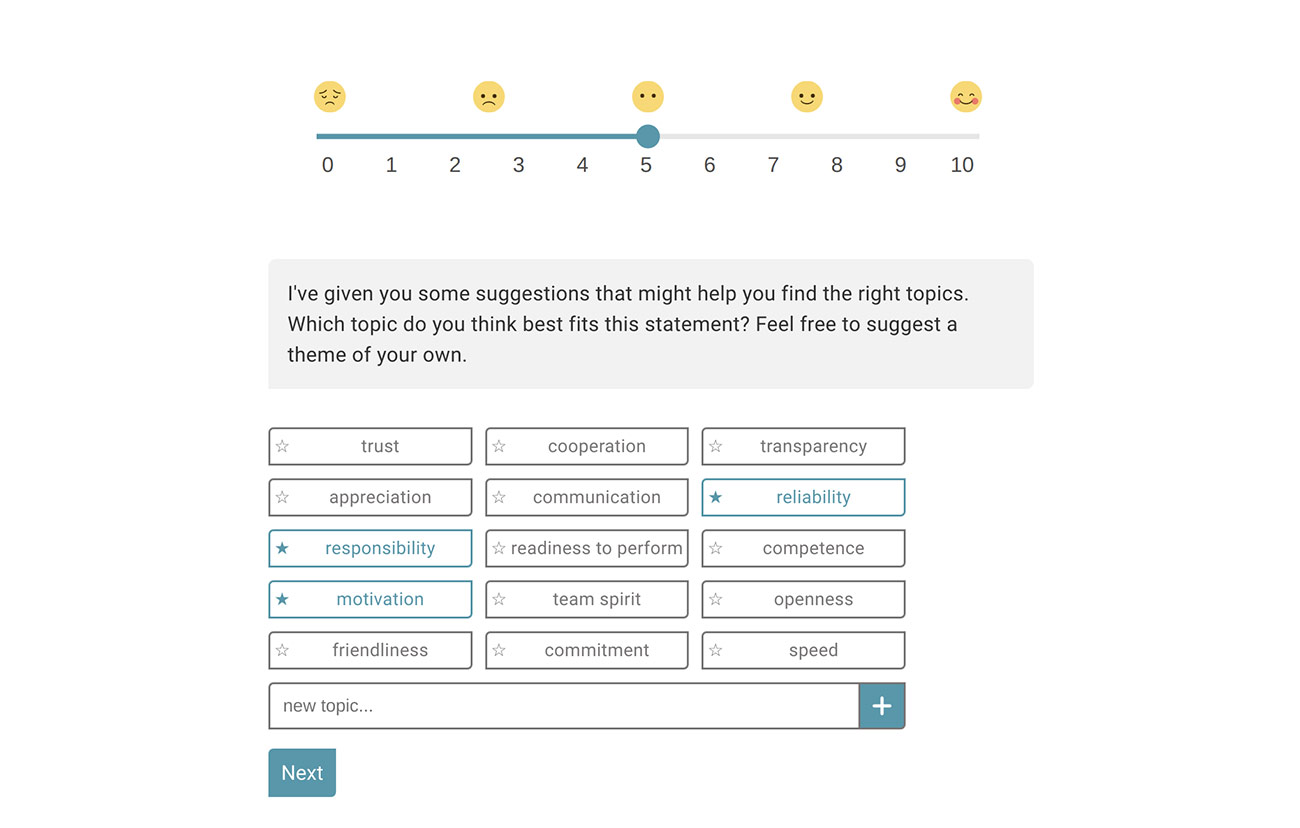 0 1 2 3 4 5 6 7 8 9 10
I've given you some suggestions that might help you find the right topics.
Which topic do you think best fits this statement? Feel free to suggest a
theme of your own.
trust cooperation transparency
appreciation communication reliability
responsibility readiness to perform competence
motivation team spirit openness
friendliness commitment speed
new topic...
Next